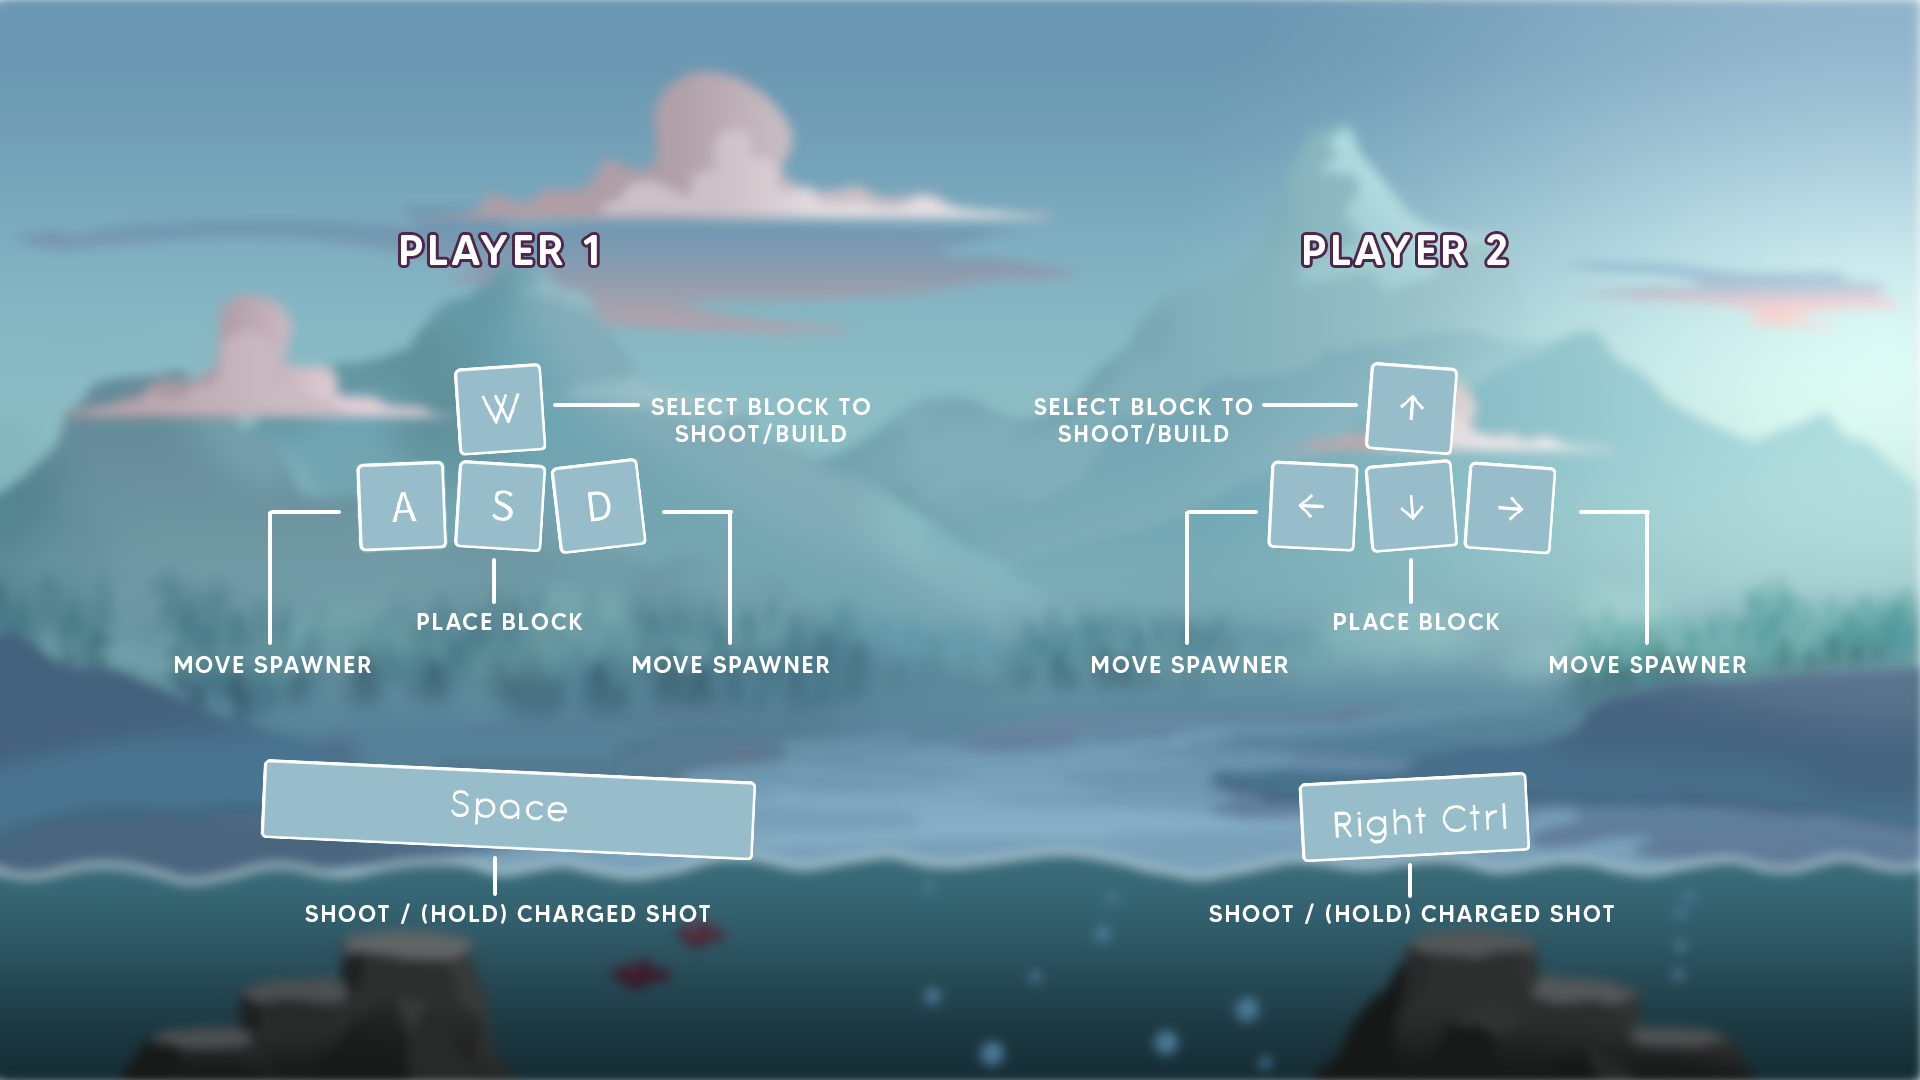 PLAYER 1
W
SELECT BLOCK TO
SHOOT/BUILD
A S D
PLACE BLOCK
MOVE SPAWNER
MOVE SPAWNER
Space
SHOOT / (HOLD) CHARGED SHOT
PLAYER 2
SELECT BLOCK TO
SHOOT/BUILD
↑
← ↓ →
PLACE BLOCK
MOVE SPAWNER
MOVE SPAWNER
Right Ctrl
SHOOT / (HOLD) CHARGED SHOT